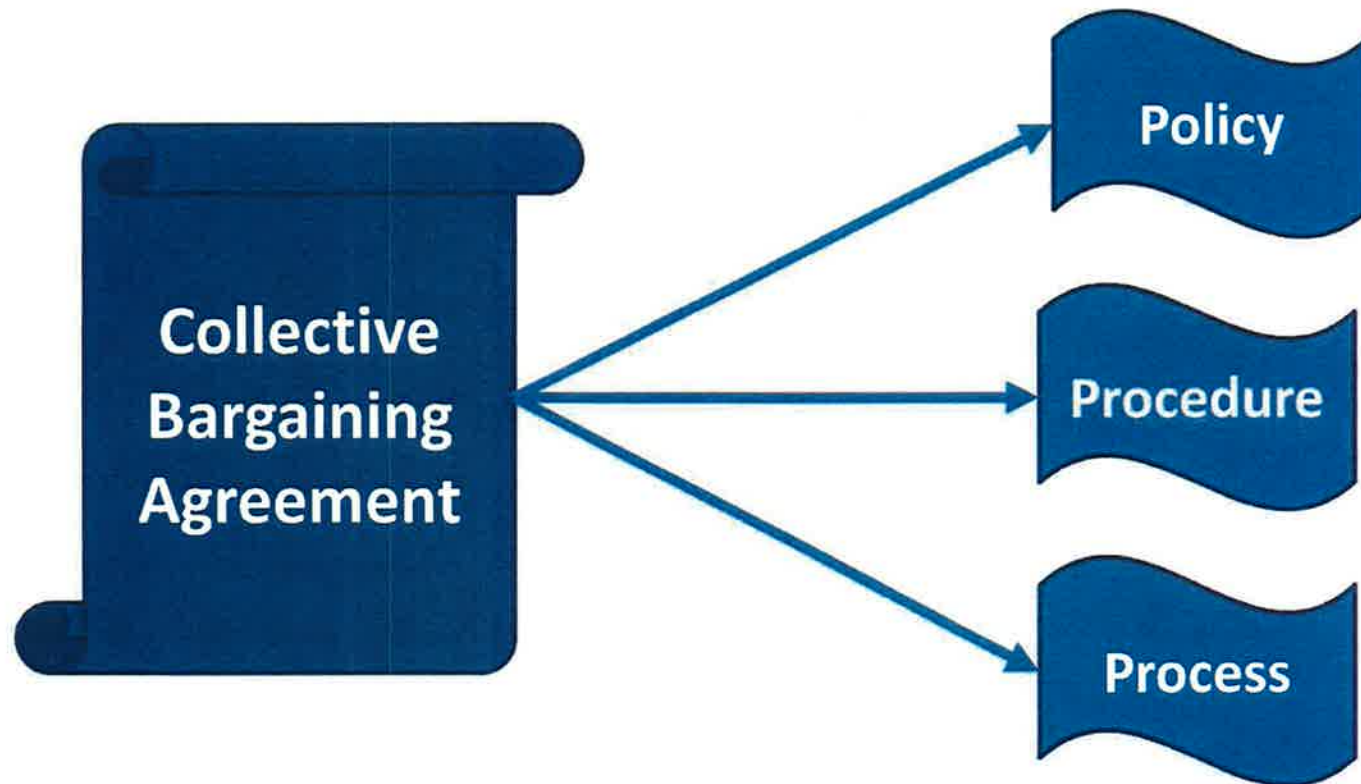 Collective
Bargaining
Agreement
Policy
Procedure
Process